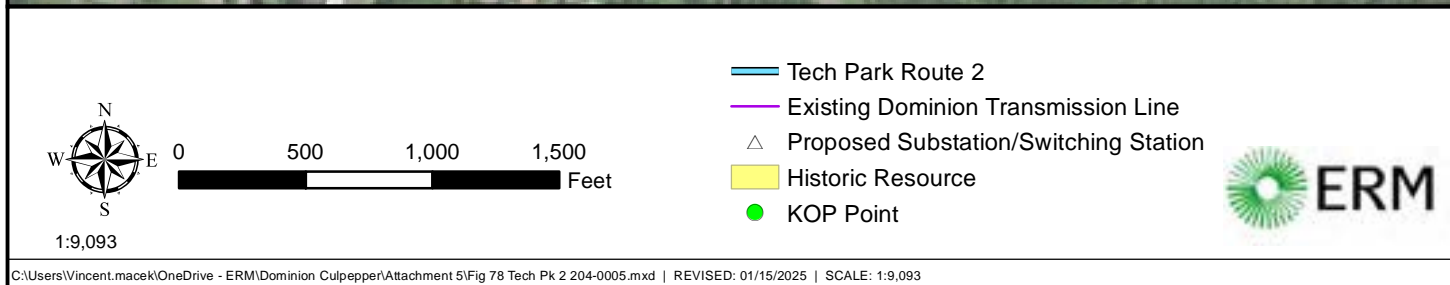 N
W E
S
0 500 1,000 1,500
Feet
1:9,093
Tech Park Route 2
Existing Dominion Transmission Line
Proposed Substation/Switching Station
Historic Resource
KOP Point
ERM
C:\Users\Vincent.macek\OneDrive - ERM\Dominion Culpepper\Attachment 5\Fig 78 Tech Pk 2 204-0005.mxd | REVISED: 01/15/2025 | SCALE: 1:9,093